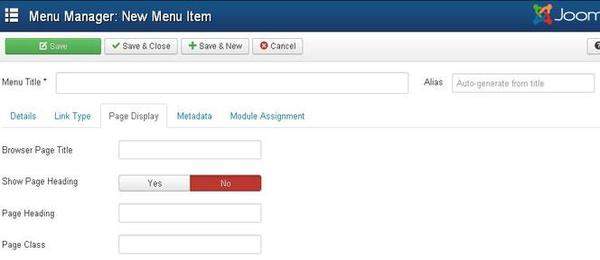 Menu Manager: New Menu Item
Save Save & Close Save & New Cancel ?
Menu Title * Alias Auto-generate from title
Details Link Type Page Display Metadata Module Assignment
Browser Page Title
Show Page Heading Yes No
Page Heading
Page Class